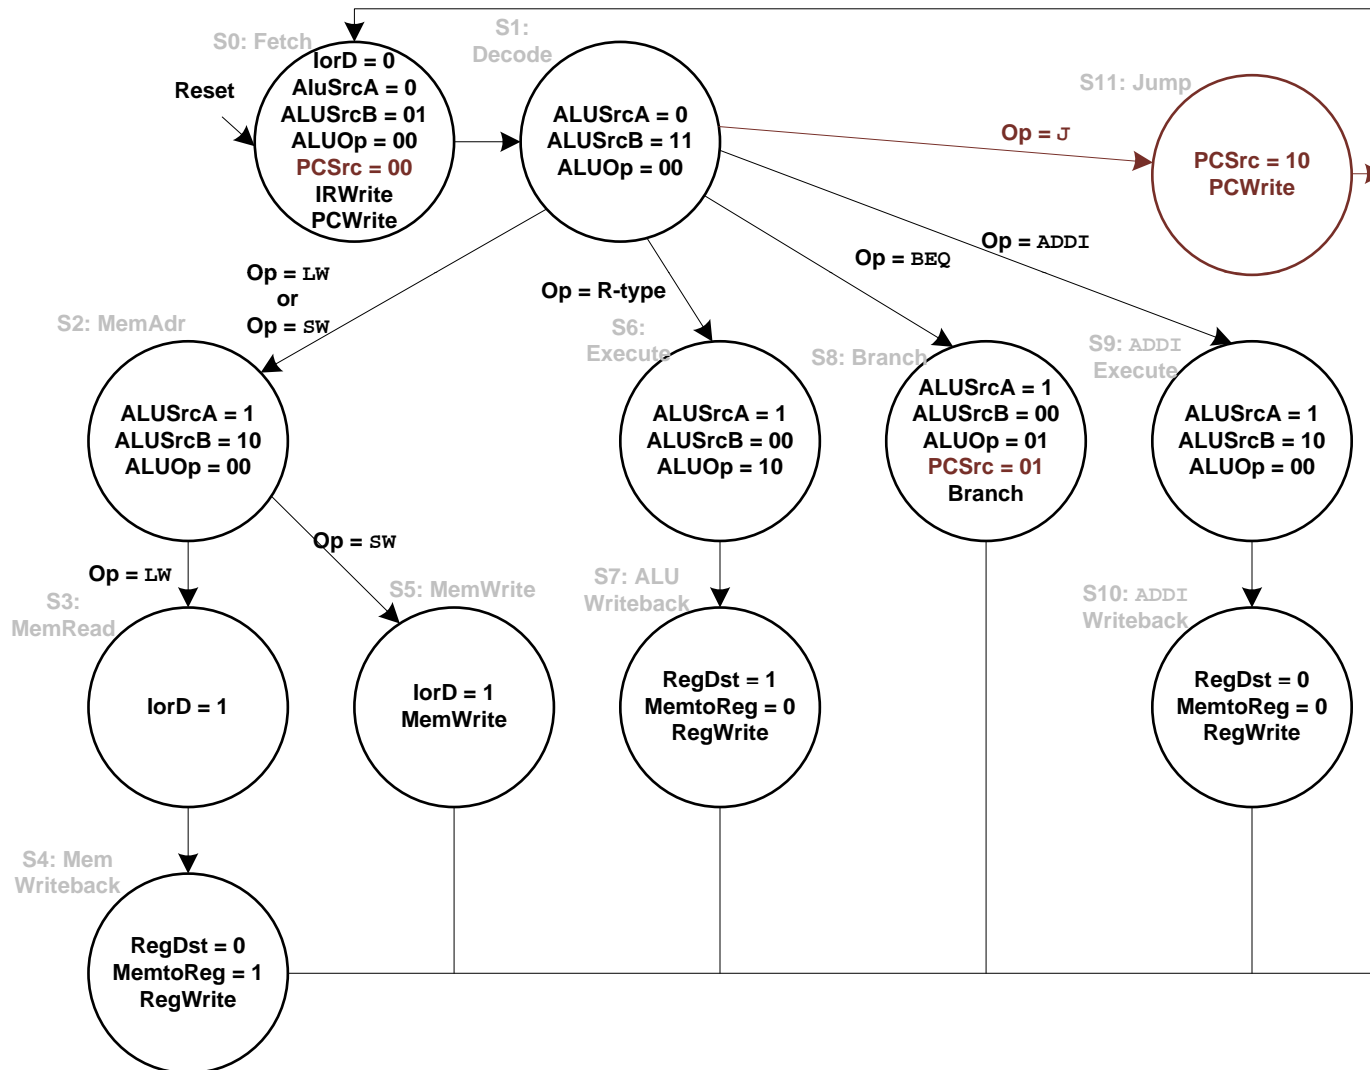 S0: Fetch
Reset
IorD = 0
AluSrcA = 0
ALUSrcB = 01
ALUOp = 00
PCSrc = 00
IRWrite
PCWrite
S1:
Decode
ALUSrcA = 0
ALUSrcB = 11
ALUOp = 00
S11: Jump
Op = J
PCSrc = 10
PCWrite
Op = LW
or
Op = SW
Op = R-type
Op = BEQ
Op = ADDI
S2: MemAdr
ALUSrcA = 1
ALUSrcB = 10
ALUOp = 00
S6:
Execute
ALUSrcA = 1
ALUSrcB = 00
ALUOp = 10
S8: Branch
ALUSrcA = 1
ALUSrcB = 00
ALUOp = 01
PCSrc = 01
Branch
S9: ADDI
Execute
ALUSrcA = 1
ALUSrcB = 10
ALUOp = 00
Op = LW
Op = SW
S3:
MemRead
IorD = 1
S5: MemWrite
IorD = 1
MemWrite
S7: ALU
Writeback
RegDst = 1
MemtoReg = 0
RegWrite
S10: ADDI
Writeback
RegDst = 0
MemtoReg = 0
RegWrite
S4: Mem
Writeback
RegDst = 0
MemtoReg = 1
RegWrite